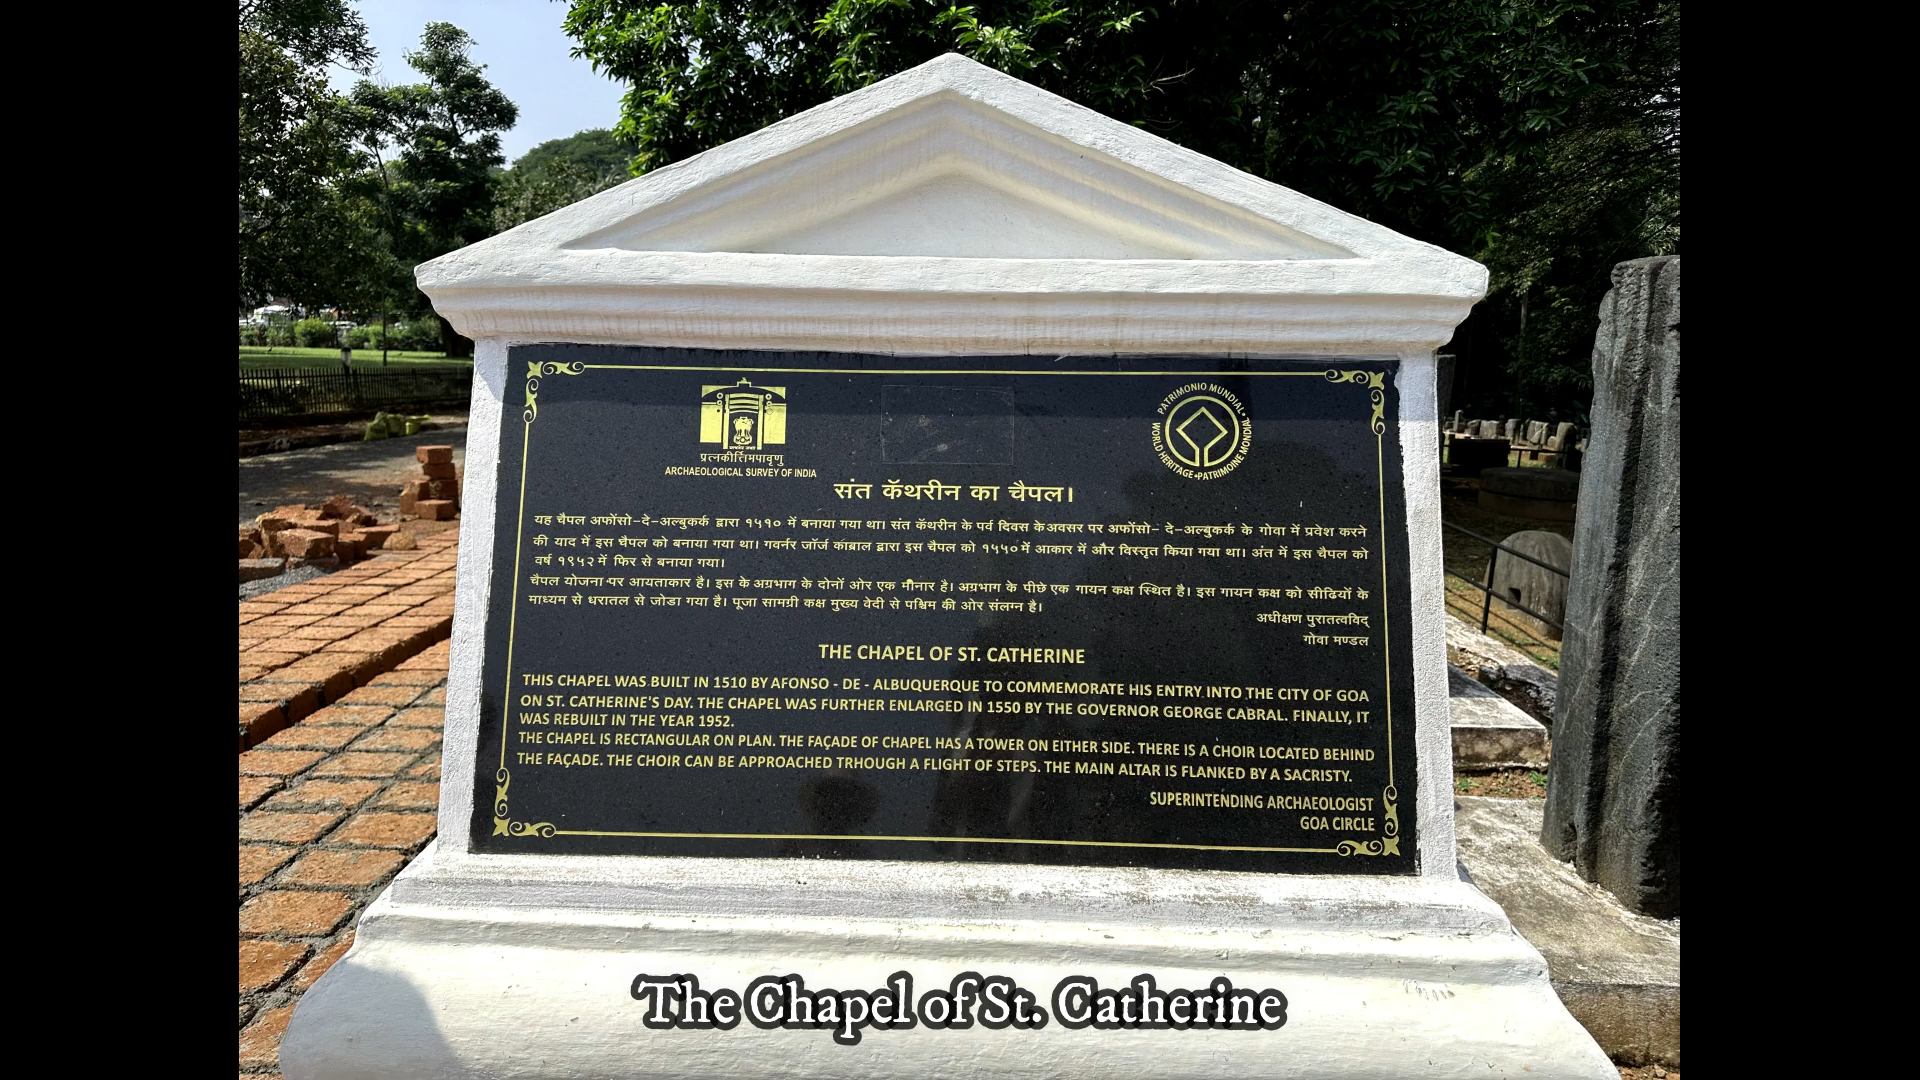 प्रत्नकीर्तिमपावृणु
ARCHAEOLOGICAL SURVEY OF INDIA
PATRIMONIO MUNDIAL • WORLD HERITAGE • PATRIMOINE MONDIAL
संत कॅथरीन का चैपल।
यह चैपल अफोंसो-दे-अल्बुकर्क द्वारा १५१० में बनाया गया था। संत कॅथरीन के पर्व दिवस के अवसर पर अफोंसो- दे-अल्बुकर्क के गोवा में प्रवेश करने
की याद में इस चैपल को बनाया गया था। गवर्नर जॉर्ज काब्राल द्वारा इस चैपल को १५५० में आकार में और विस्तृत किया गया था। अंत में इस चैपल को
वर्ष १९५२ में फिर से बनाया गया।
चैपल योजना पर आयताकार है। इस के अग्रभाग के दोनों ओर एक मीनार है। अग्रभाग के पीछे एक गायन कक्ष स्थित है। इस गायन कक्ष को सीढियों के
माध्यम से धरातल से जोडा गया है। पूजा सामग्री कक्ष मुख्य वेदी से पश्चिम की ओर संलग्न है।
अधीक्षण पुरातत्वविद्
गोवा मण्डल
THE CHAPEL OF ST. CATHERINE
THIS CHAPEL WAS BUILT IN 1510 BY AFONSO - DE - ALBUQUERQUE TO COMMEMORATE HIS ENTRY INTO THE CITY OF GOA
ON ST. CATHERINE'S DAY. THE CHAPEL WAS FURTHER ENLARGED IN 1550 BY THE GOVERNOR GEORGE CABRAL. FINALLY, IT
WAS REBUILT IN THE YEAR 1952.
THE CHAPEL IS RECTANGULAR ON PLAN. THE FAÇADE OF CHAPEL HAS A TOWER ON EITHER SIDE. THERE IS A CHOIR LOCATED BEHIND
THE FAÇADE. THE CHOIR CAN BE APPROACHED TRHOUGH A FLIGHT OF STEPS. THE MAIN ALTAR IS FLANKED BY A SACRISTY.
SUPERINTENDING ARCHAEOLOGIST
GOA CIRCLE
The Chapel of St. Catherine